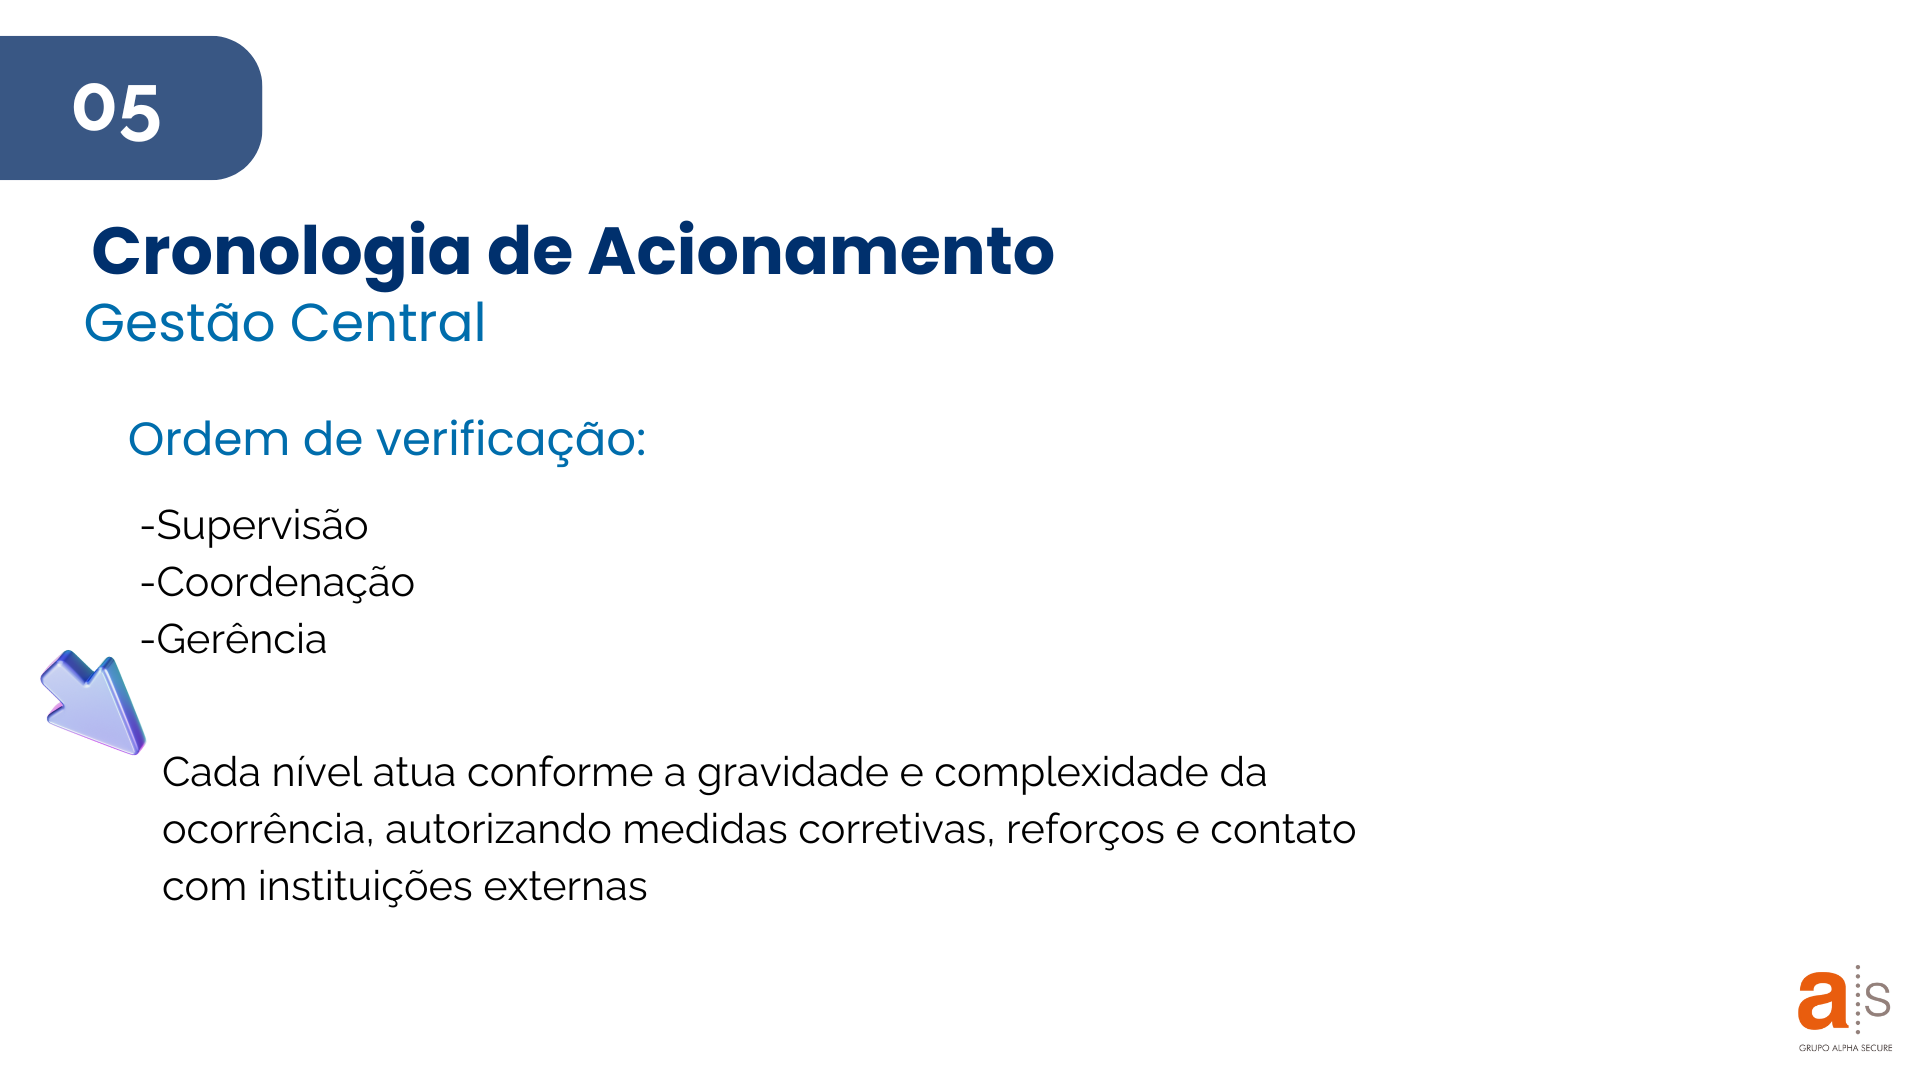 05
Cronologia de Acionamento
Gestão Central
Ordem de verificação:
-Supervisão
-Coordenação
-Gerência
Cada nível atua conforme a gravidade e complexidade da
ocorrência, autorizando medidas corretivas, reforços e contato
com instituições externas
a s
GRUPO ALPHA SECURE